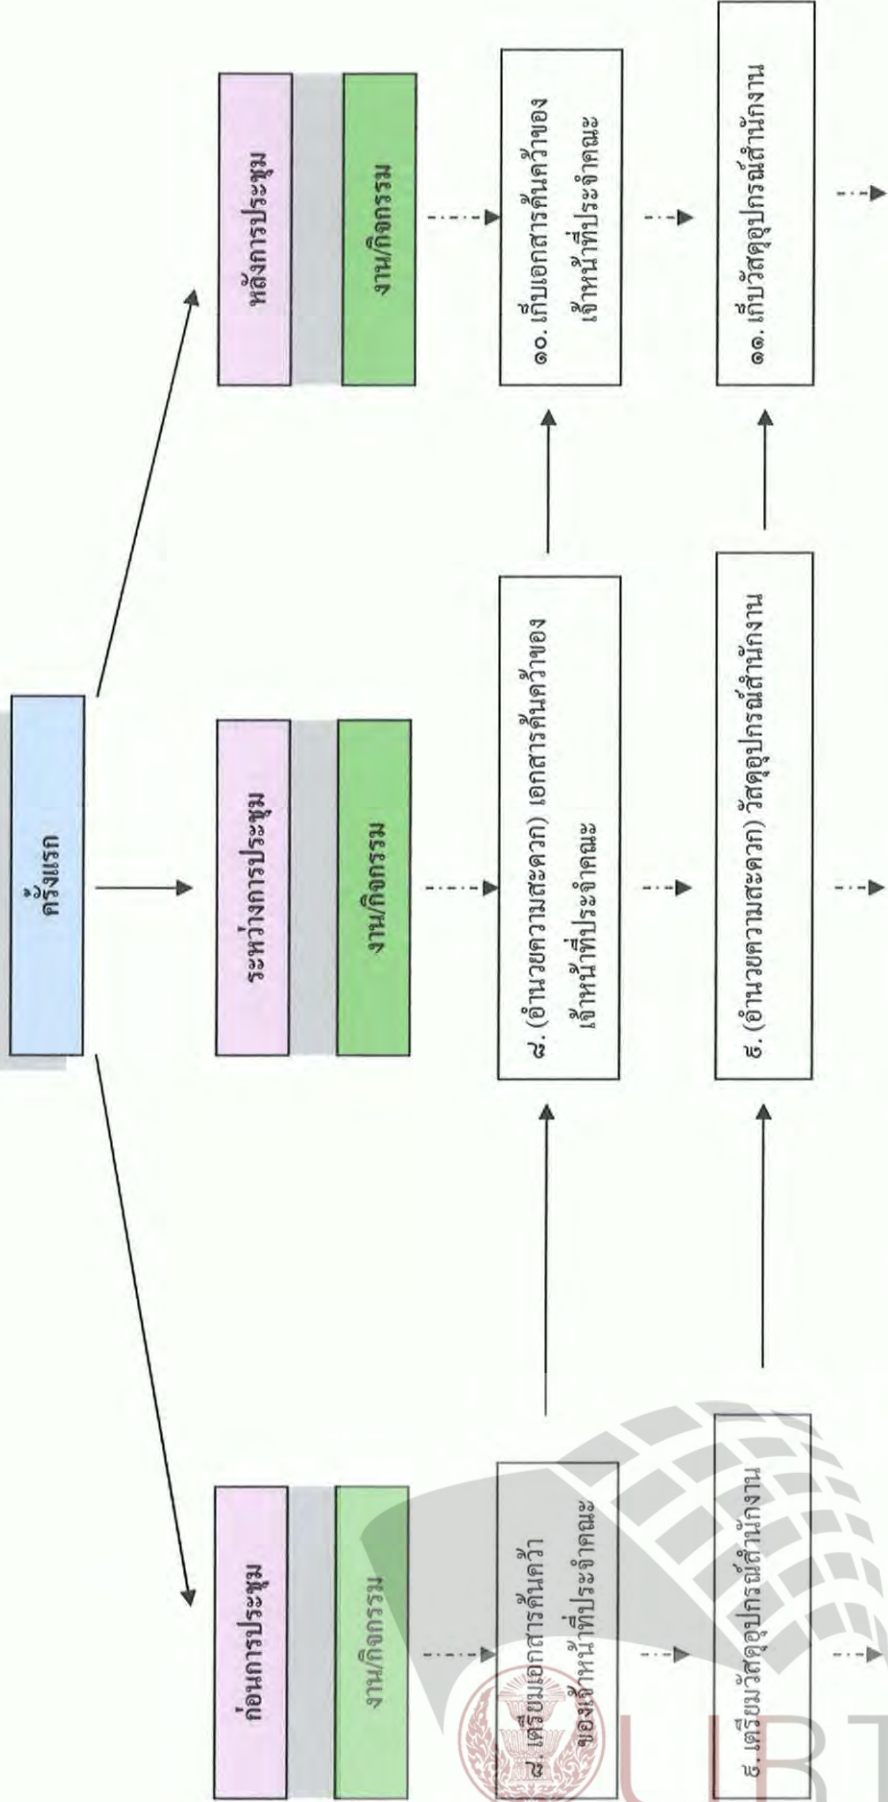 ครั้งแรก
ก่อนการประชุม
งาน/กิจกรรม
๘. เตรียมเอกสารค้นคว้า
ของเจ้าหน้าที่ประจำคณะ
๙. เตรียมวัสดุอุปกรณ์สำนักงาน
ระหว่างการประชุม
งาน/กิจกรรม
๘. (อำนวยความสะดวก) เอกสารค้นคว้าของ
เจ้าหน้าที่ประจำคณะ
๙. (อำนวยความสะดวก) วัสดุอุปกรณ์สำนักงาน
หลังการประชุม
งาน/กิจกรรม
๑๐. เก็บเอกสารค้นคว้าของ
เจ้าหน้าที่ประจำคณะ
๑๑. เก็บวัสดุอุปกรณ์สำนักงาน